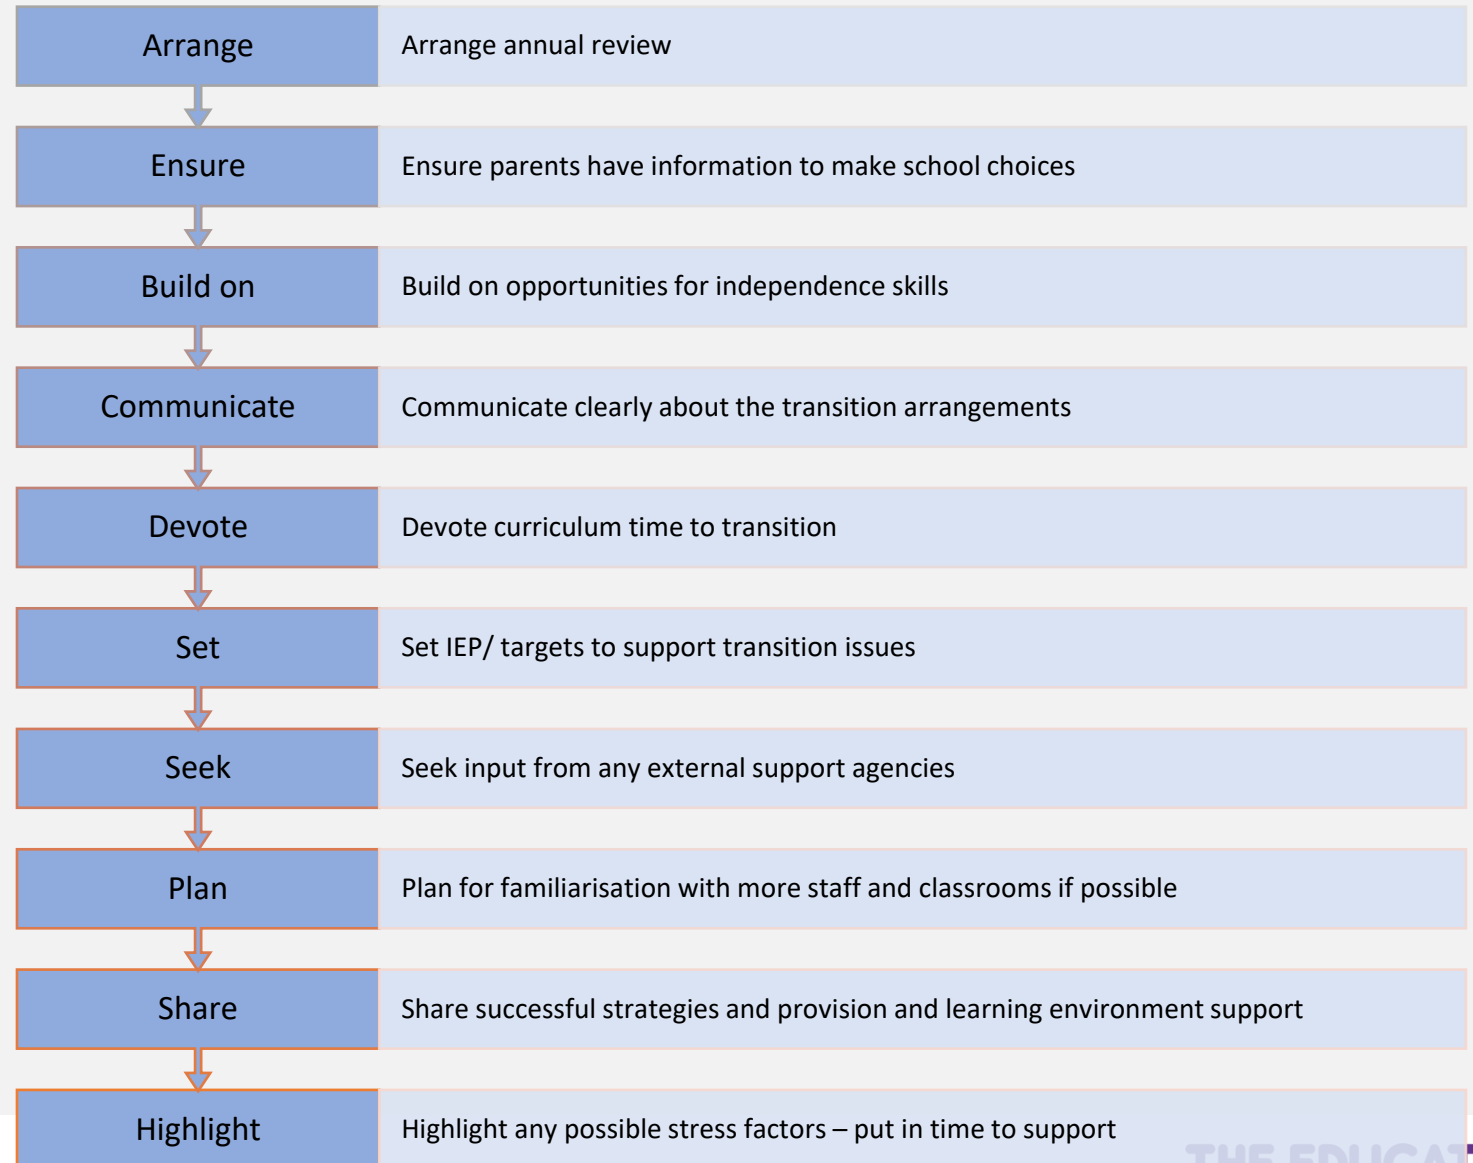 Arrange
Arrange annual review
Ensure
Ensure parents have information to make school choices
Build on
Build on opportunities for independence skills
Communicate
Communicate clearly about the transition arrangements
Devote
Devote curriculum time to transition
Set
Set IEP/ targets to support transition issues
Seek
Seek input from any external support agencies
Plan
Plan for familiarisation with more staff and classrooms if possible
Share
Share successful strategies and provision and learning environment support
Highlight
Highlight any possible stress factors – put in time to support
THE